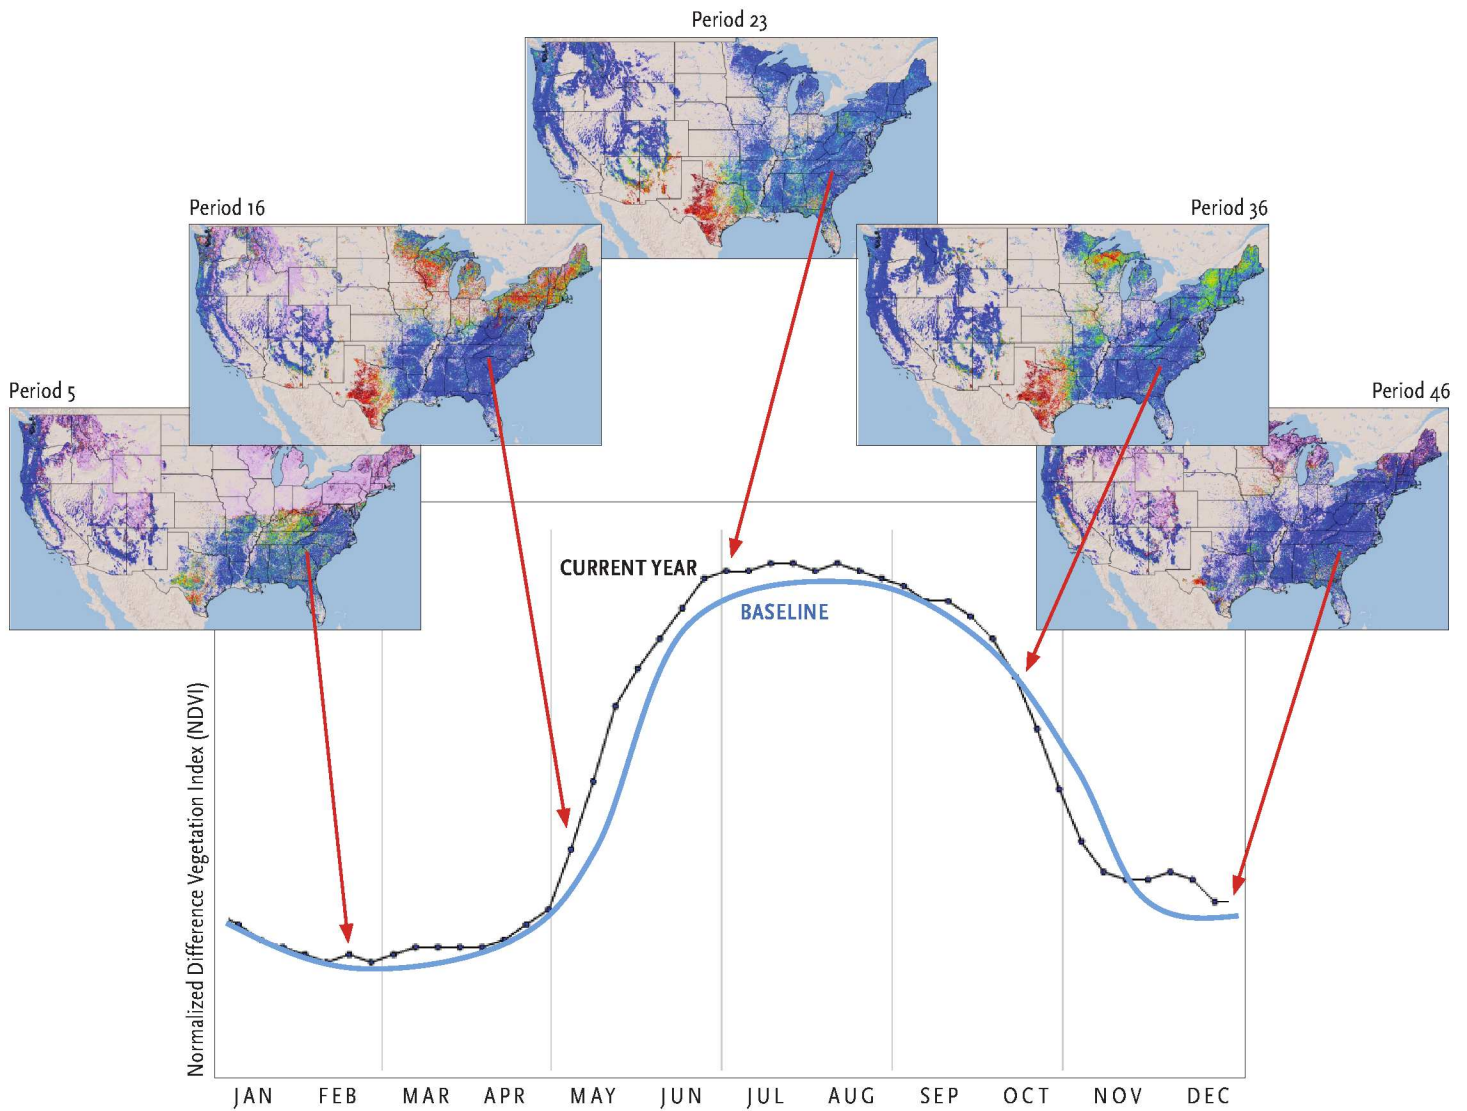 Period 23
Period 16
Period 36
Period 5
Period 46
CURRENT YEAR
BASELINE
Normalized Difference Vegetation Index (NDVI)
JAN FEB MAR APR MAY JUN JUL AUG SEP OCT NOV DEC